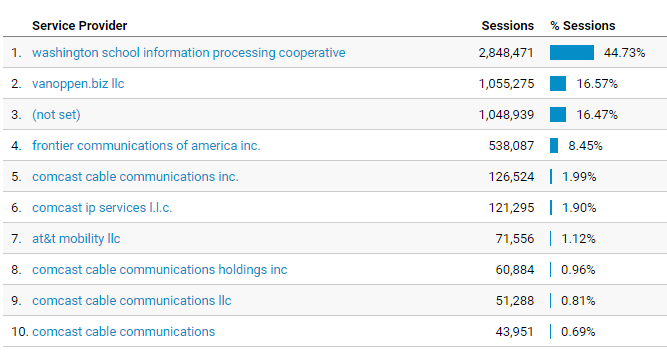 Service Provider Sessions % Sessions
1. washington school information processing cooperative 2,848,471 44.73%
2. vanoppen.biz llc 1,055,275 16.57%
3. (not set) 1,048,939 16.47%
4. frontier communications of america inc. 538,087 8.45%
5. comcast cable communications inc. 126,524 1.99%
6. comcast ip services l.l.c. 121,295 1.90%
7. at&t mobility llc 71,556 1.12%
8. comcast cable communications holdings inc 60,884 0.96%
9. comcast cable communications llc 51,288 0.81%
10. comcast cable communications 43,951 0.69%